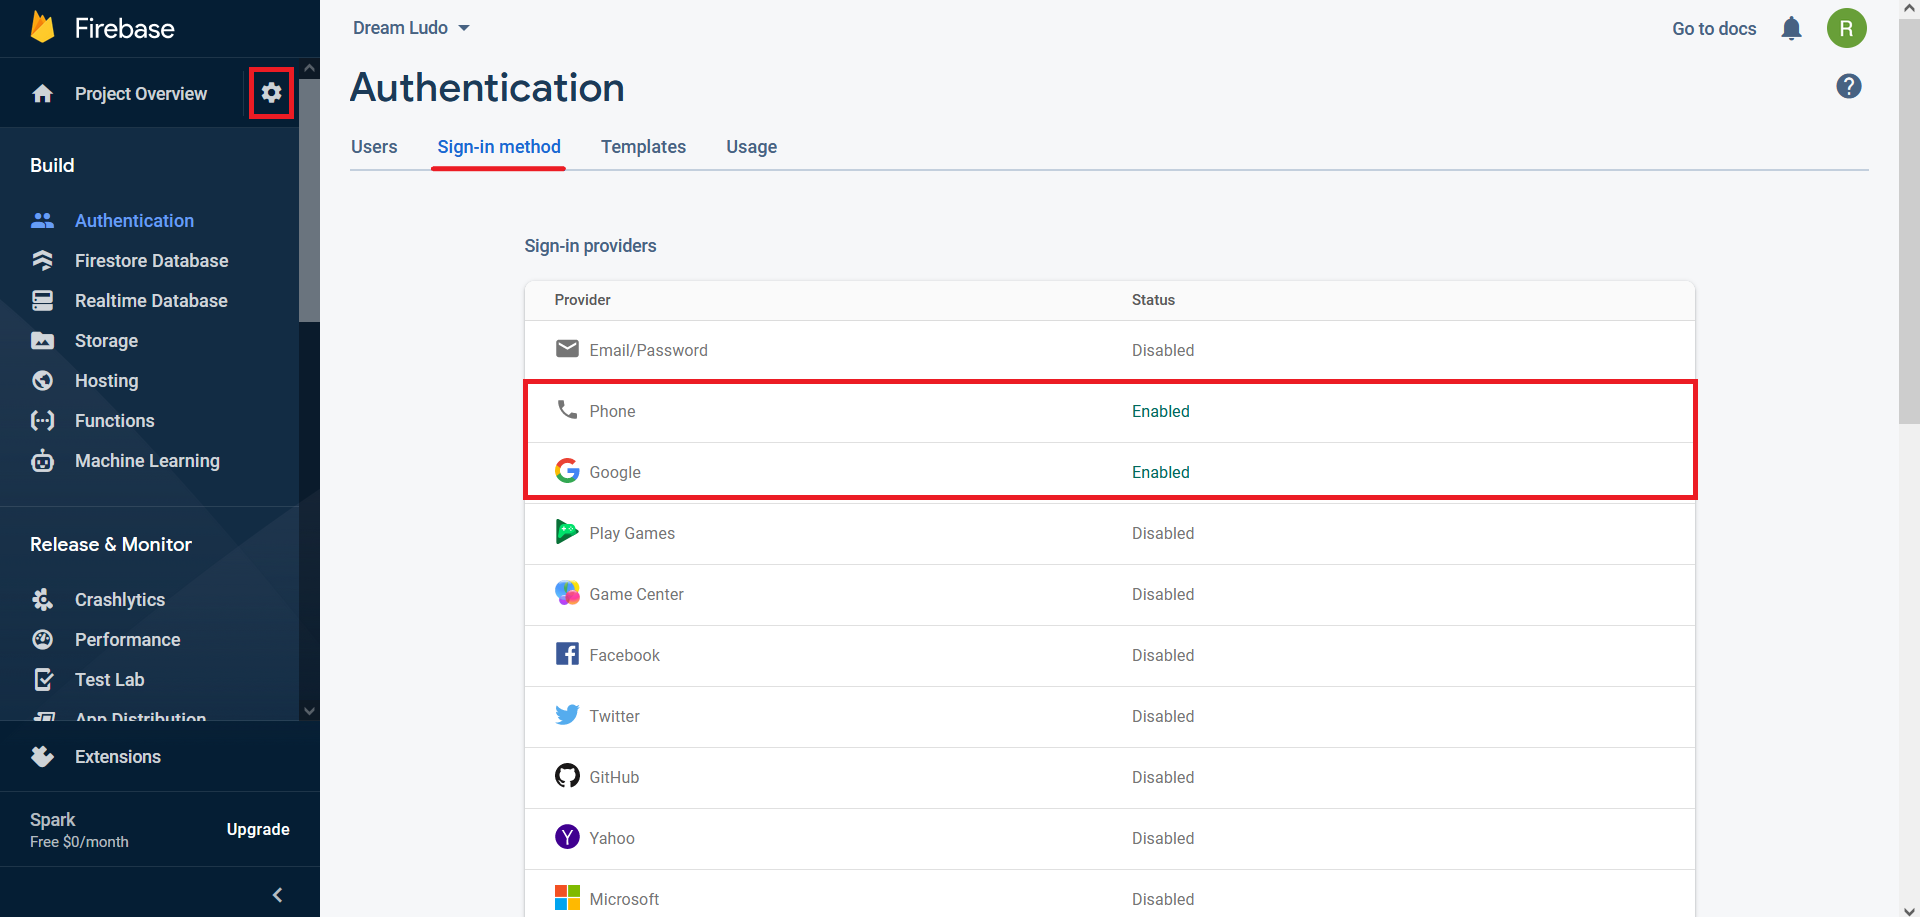 Firebase
Project Overview
Build
Authentication
Firestore Database
Realtime Database
Storage
Hosting
Functions
Machine Learning
Release & Monitor
Crashlytics
Performance
Test Lab
App Distribution
Extensions
Spark
Free $0/month
Upgrade
Dream Ludo
Go to docs
R
Authentication
?
Users Sign-in method Templates Usage
Sign-in providers
Provider Status
Email/Password Disabled
Phone Enabled
Google Enabled
Play Games Disabled
Game Center Disabled
Facebook Disabled
Twitter Disabled
GitHub Disabled
Yahoo Disabled
Microsoft Disabled